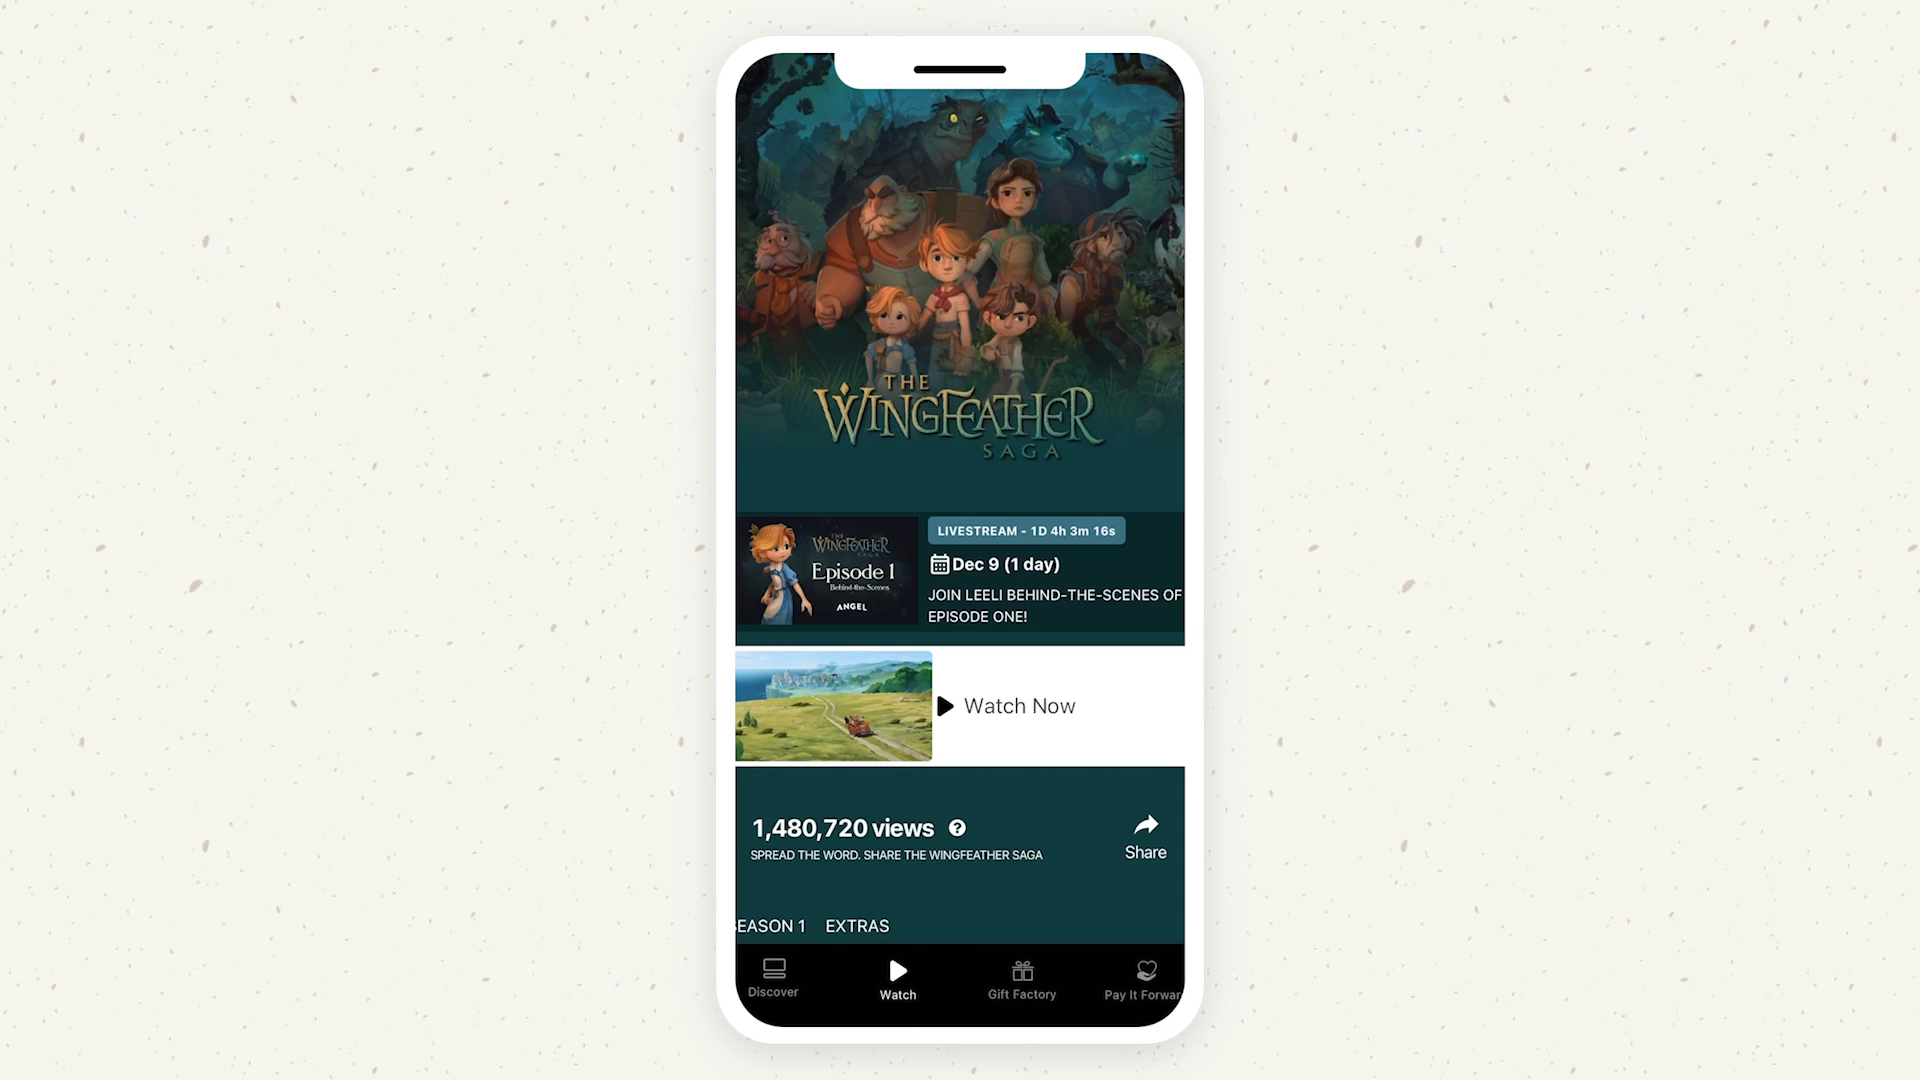 THE
WINGFEATHER
SAGA
THE
WINGFEATHER
SAGA
Episode 1
Behind-the-Scenes
ANGEL
LIVESTREAM - 1D 4h 3m 16s
Dec 9 (1 day)
JOIN LEELI BEHIND-THE-SCENES OF
EPISODE ONE!
Watch Now
1,480,720 views ?
SPREAD THE WORD. SHARE THE WINGFEATHER SAGA
Share
EASON 1 EXTRAS
Discover Watch Gift Factory Pay It Forwar